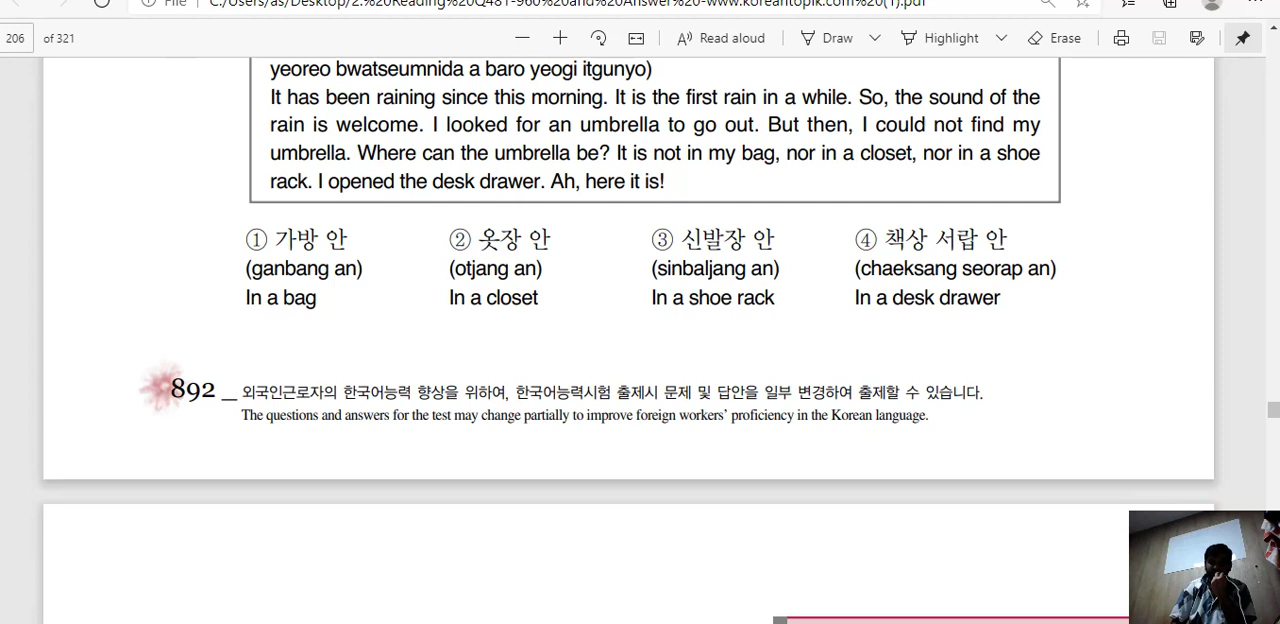 File
C:/Users/as/Desktop/2.%20Reading%20Q481-960%20and%20Answer%20-www.koreantopik.com%20(1).pdf
206 of 321 Read aloud Draw Highlight Erase
yeoreo bwatseumnida a baro yeogi itgunyo)
It has been raining since this morning. It is the first rain in a while. So, the sound of the
rain is welcome. I looked for an umbrella to go out. But then, I could not find my
umbrella. Where can the umbrella be? It is not in my bag, nor in a closet, nor in a shoe
rack. I opened the desk drawer. Ah, here it is!
① 가방 안 ② 옷장 안 ③ 신발장 안 ④ 책상 서랍 안
(ganbang an) (otjang an) (sinbaljang an) (chaeksang seorap an)
In a bag In a closet In a shoe rack In a desk drawer
892 _ 외국인근로자의 한국어능력 향상을 위하여, 한국어능력시험 출제시 문제 및 답안을 일부 변경하여 출제할 수 있습니다.
The questions and answers for the test may change partially to improve foreign workers' proficiency in the Korean language.